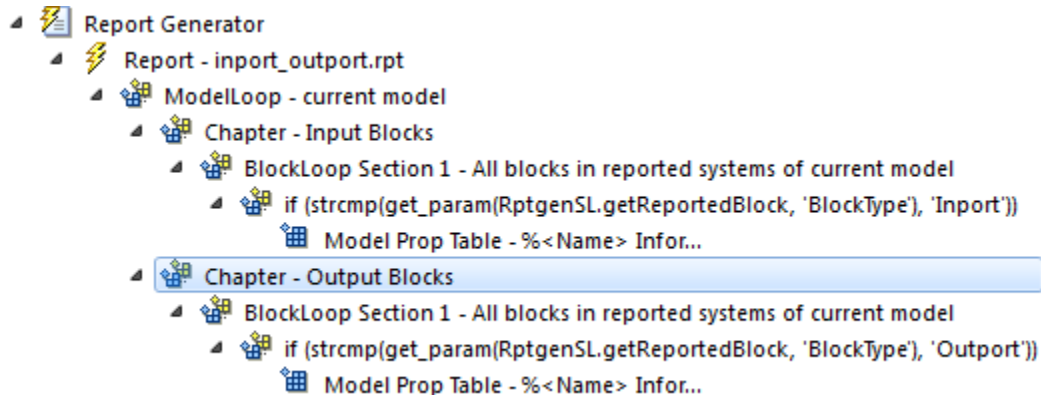 Report Generator
Report - inport_outport.rpt
ModelLoop - current model
Chapter - Input Blocks
BlockLoop Section 1 - All blocks in reported systems of current model
if (strcmp(get_param(RptgenSL.getReportedBlock, 'BlockType'), 'Inport'))
Model Prop Table - %<Name> Infor...
Chapter - Output Blocks
BlockLoop Section 1 - All blocks in reported systems of current model
if (strcmp(get_param(RptgenSL.getReportedBlock, 'BlockType'), 'Outport'))
Model Prop Table - %<Name> Infor...